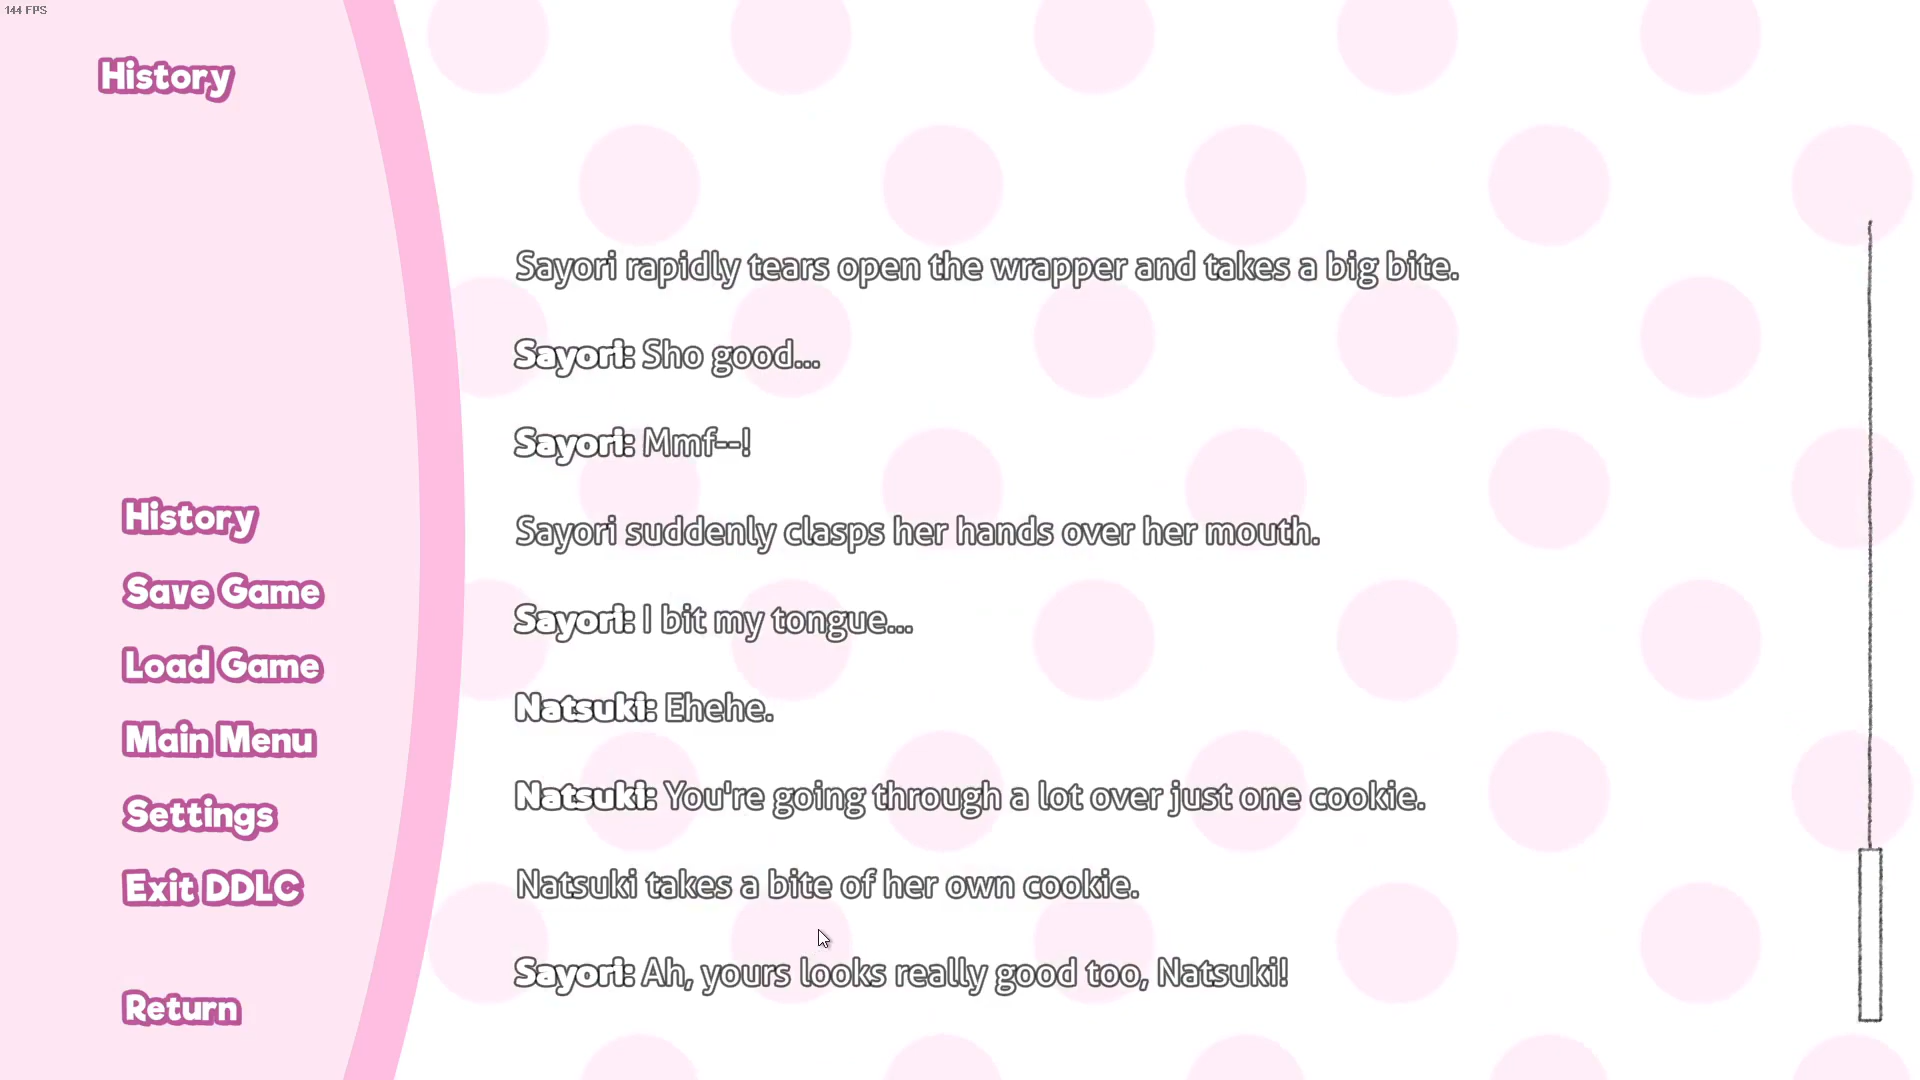 144 FPS
History
Sayori rapidly tears open the wrapper and takes a big bite.
Sayori: Sho good...
Sayori: Mmf--!
Sayori suddenly clasps her hands over her mouth.
Sayori: I bit my tongue...
Natsuki: Ehehe.
Natsuki: You're going through a lot over just one cookie.
Natsuki takes a bite of her own cookie.
Sayori: Ah, yours looks really good too, Natsuki!
History
Save Game
Load Game
Main Menu
Settings
Exit DDLC
Return